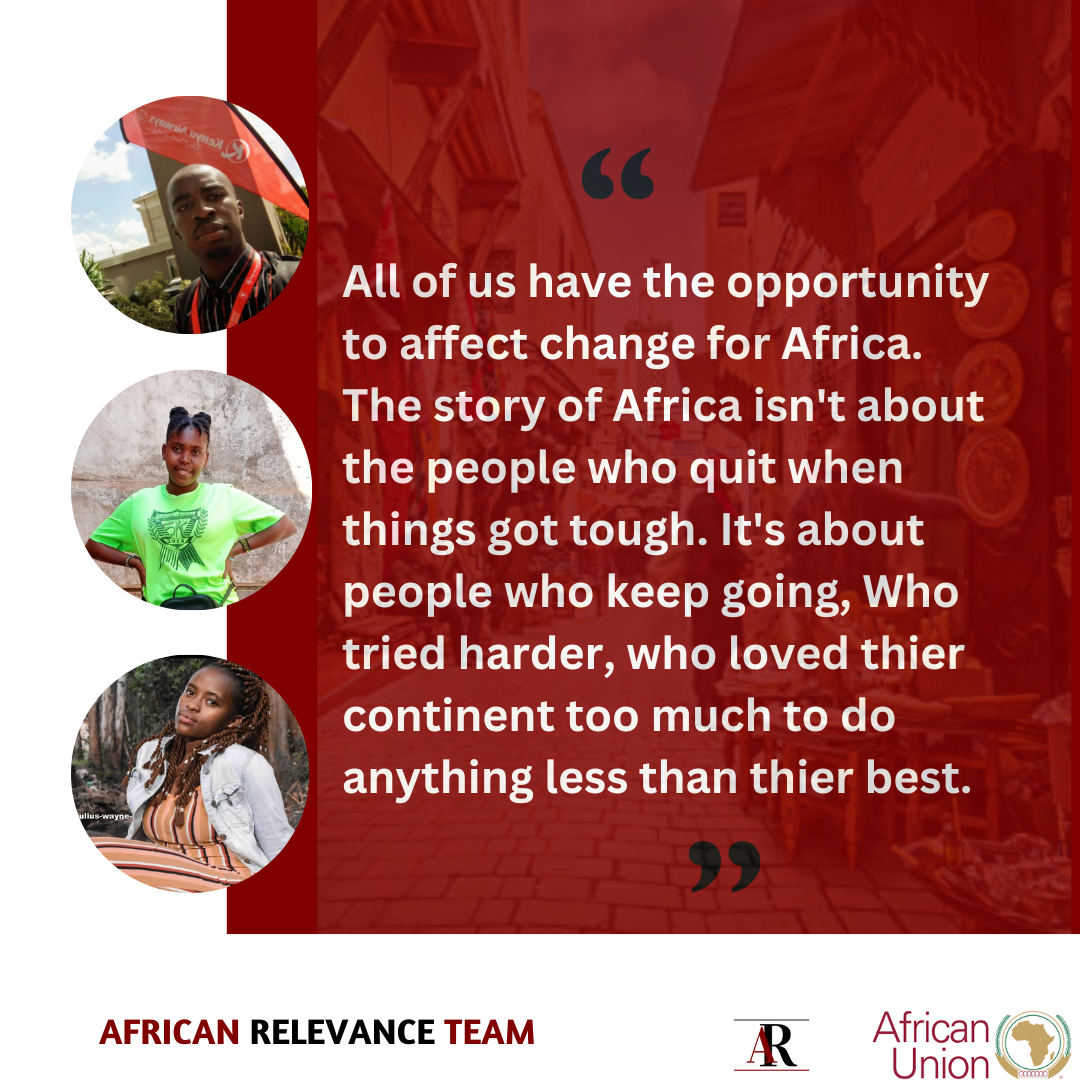 Kenya Airways
“
All of us have the opportunity
to affect change for Africa.
The story of Africa isn't about
the people who quit when
things got tough. It's about
people who keep going, Who
tried harder, who loved thier
continent too much to do
anything less than thier best.
”
ulius-wayne-
AFRICAN RELEVANCE TEAM
AR
African
Union